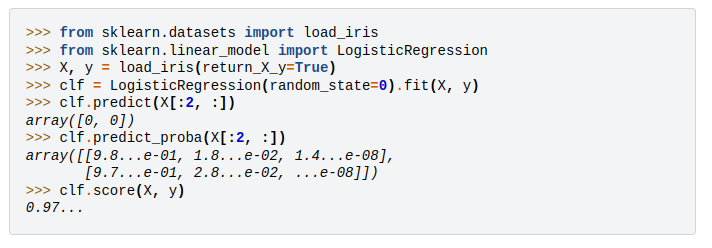 >>> from sklearn.datasets import load_iris
>>> from sklearn.linear_model import LogisticRegression
>>> X, y = load_iris(return_X_y=True)
>>> clf = LogisticRegression(random_state=0).fit(X, y)
>>> clf.predict(X[:2, :])
array([0, 0])
>>> clf.predict_proba(X[:2, :])
array([[9.8...e-01, 1.8...e-02, 1.4...e-08],
       [9.7...e-01, 2.8...e-02, ...e-08]])
>>> clf.score(X, y)
0.97...